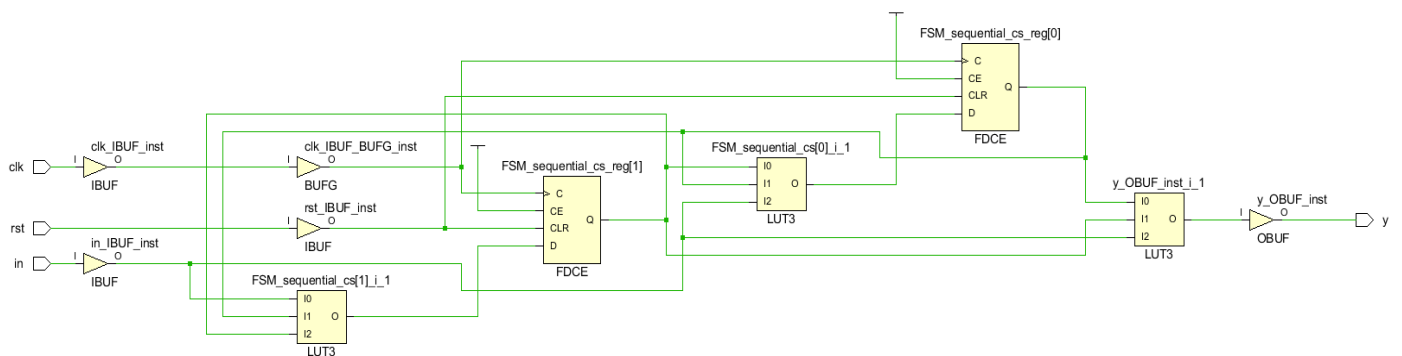 FSM_sequential_cs_reg[0]
C
CE
CLR
D
Q
FDCE
clk
I
clk_IBUF_inst
O
IBUF
I
clk_IBUF_BUFG_inst
O
BUFG
FSM_sequential_cs_reg[1]
C
CE
CLR
D
Q
FDCE
FSM_sequential_cs[0]_i_1
I0
I1
I2
O
LUT3
y_OBUF_inst_i_1
I0
I1
I2
O
LUT3
I
y_OBUF_inst
O
OBUF
y
rst
I
rst_IBUF_inst
O
IBUF
in
I
in_IBUF_inst
O
IBUF
FSM_sequential_cs[1]_i_1
I0
I1
I2
O
LUT3